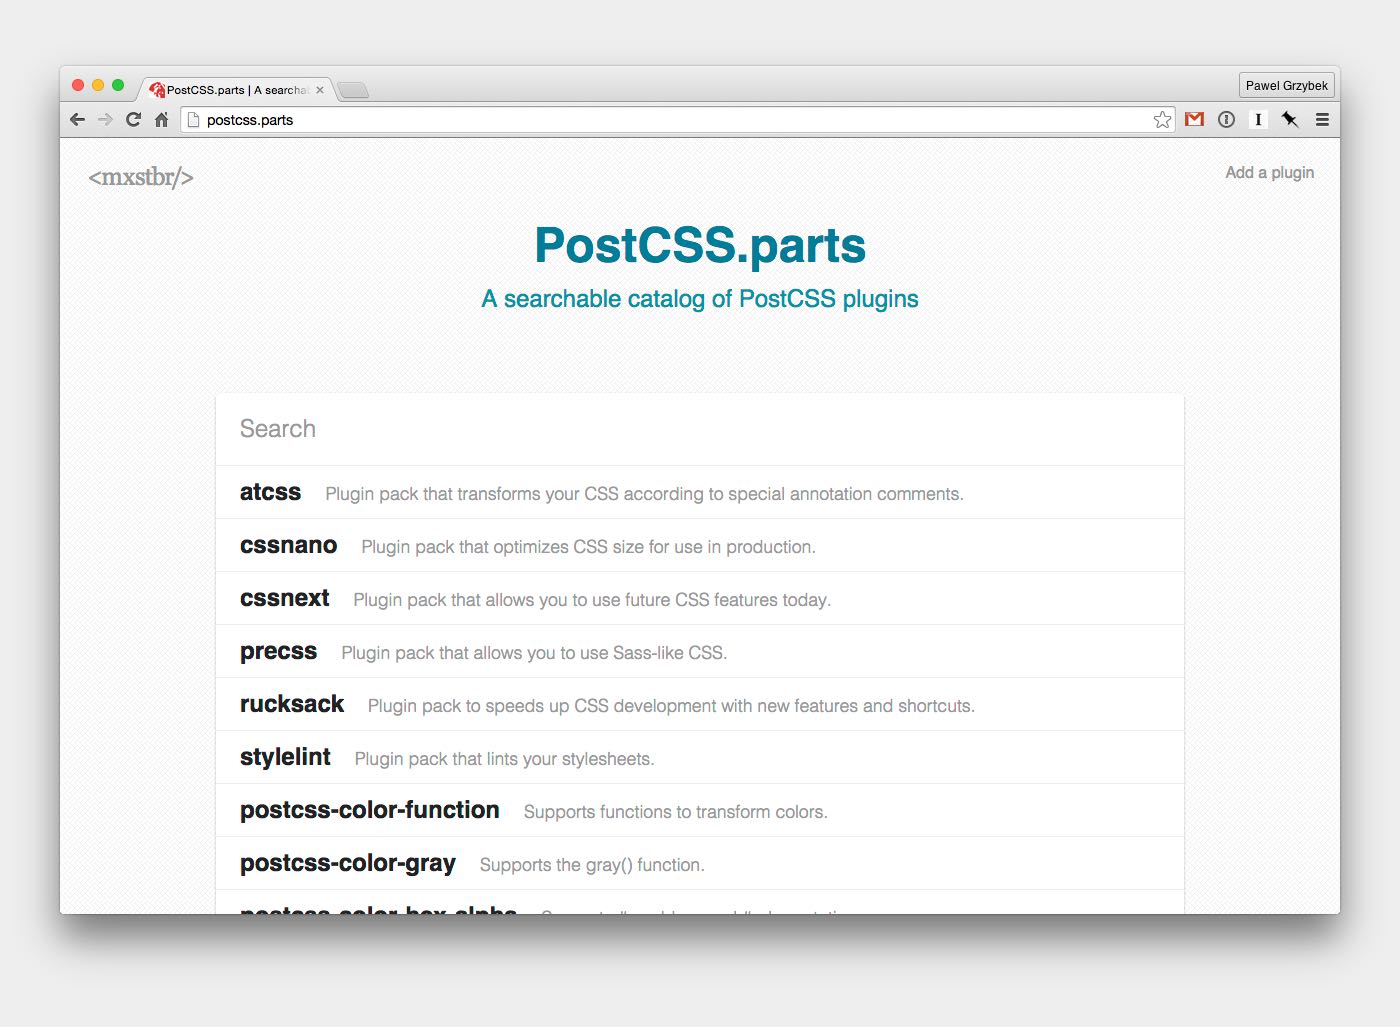 PostCSS.parts | A searcha
Pawel Grzybek
postcss.parts
<mxstbr/>
Add a plugin
PostCSS.parts
A searchable catalog of PostCSS plugins
Search
atcss Plugin pack that transforms your CSS according to special annotation comments.
cssnano Plugin pack that optimizes CSS size for use in production.
cssnext Plugin pack that allows you to use future CSS features today.
precss Plugin pack that allows you to use Sass-like CSS.
rucksack Plugin pack to speeds up CSS development with new features and shortcuts.
stylelint Plugin pack that lints your stylesheets.
postcss-color-function Supports functions to transform colors.
postcss-color-gray Supports the gray() function.
postcss-color-hex-alpha